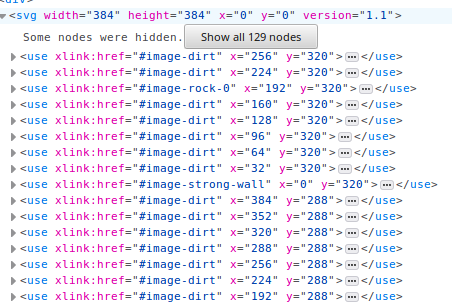 <div>
<svg width="384" height="384" x="0" y="0" version="1.1">
Some nodes were hidden. Show all 129 nodes
<use xlink:href="#image-dirt" x="256" y="320"></use>
<use xlink:href="#image-dirt" x="224" y="320"></use>
<use xlink:href="#image-rock-0" x="192" y="320"></use>
<use xlink:href="#image-dirt" x="160" y="320"></use>
<use xlink:href="#image-dirt" x="128" y="320"></use>
<use xlink:href="#image-dirt" x="96" y="320"></use>
<use xlink:href="#image-dirt" x="64" y="320"></use>
<use xlink:href="#image-dirt" x="32" y="320"></use>
<use xlink:href="#image-strong-wall" x="0" y="320"></use>
<use xlink:href="#image-dirt" x="384" y="288"></use>
<use xlink:href="#image-dirt" x="352" y="288"></use>
<use xlink:href="#image-dirt" x="320" y="288"></use>
<use xlink:href="#image-dirt" x="288" y="288"></use>
<use xlink:href="#image-dirt" x="256" y="288"></use>
<use xlink:href="#image-dirt" x="224" y="288"></use>
<use xlink:href="#image-dirt" x="192" y="288"></use>